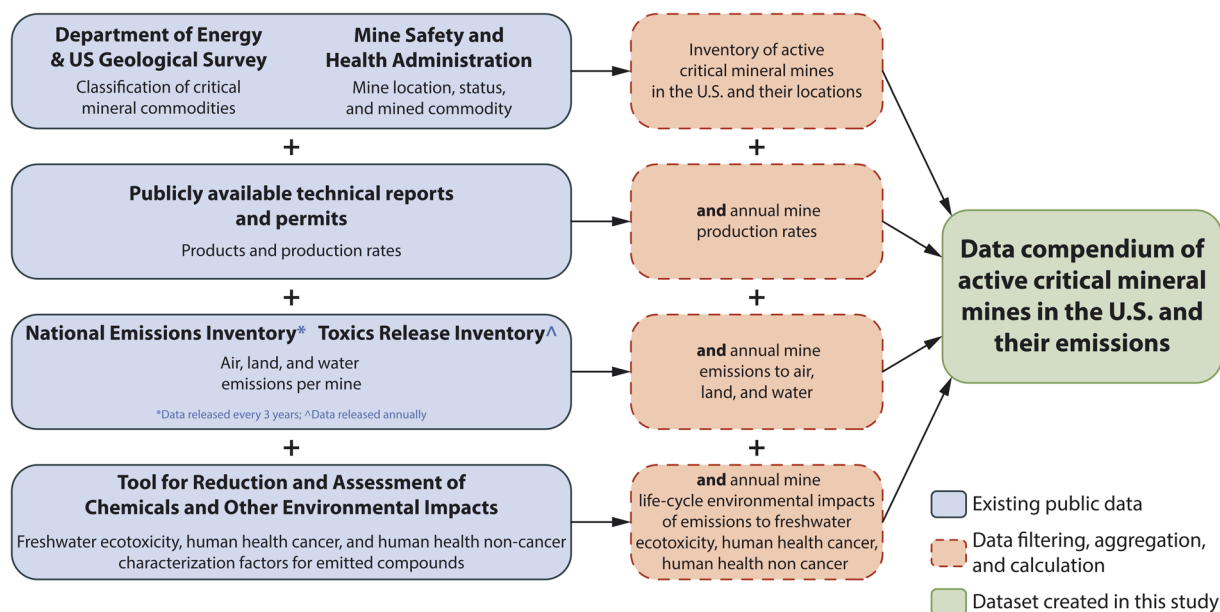 Department of Energy
& US Geological Survey
Classification of critical
mineral commodities
Mine Safety and
Health Administration
Mine location, status,
and mined commodity
Inventory of active
critical mineral mines
in the U.S. and their locations
+
+
Publicly available technical reports
and permits
Products and production rates
and annual mine
production rates
+
+
National Emissions Inventory* Toxics Release Inventory^
Air, land, and water
emissions per mine
*Data released every 3 years; ^Data released annually
and annual mine
emissions to air,
land, and water
+
+
Tool for Reduction and Assessment of
Chemicals and Other Environmental Impacts
Freshwater ecotoxicity, human health cancer, and human health non-cancer
characterization factors for emitted compounds
and annual mine
life-cycle environmental impacts
of emissions to freshwater
ecotoxicity, human health cancer,
human health non cancer
Data compendium of
active critical mineral
mines in the U.S. and
their emissions
Existing public data
Data filtering, aggregation,
and calculation
Dataset created in this study